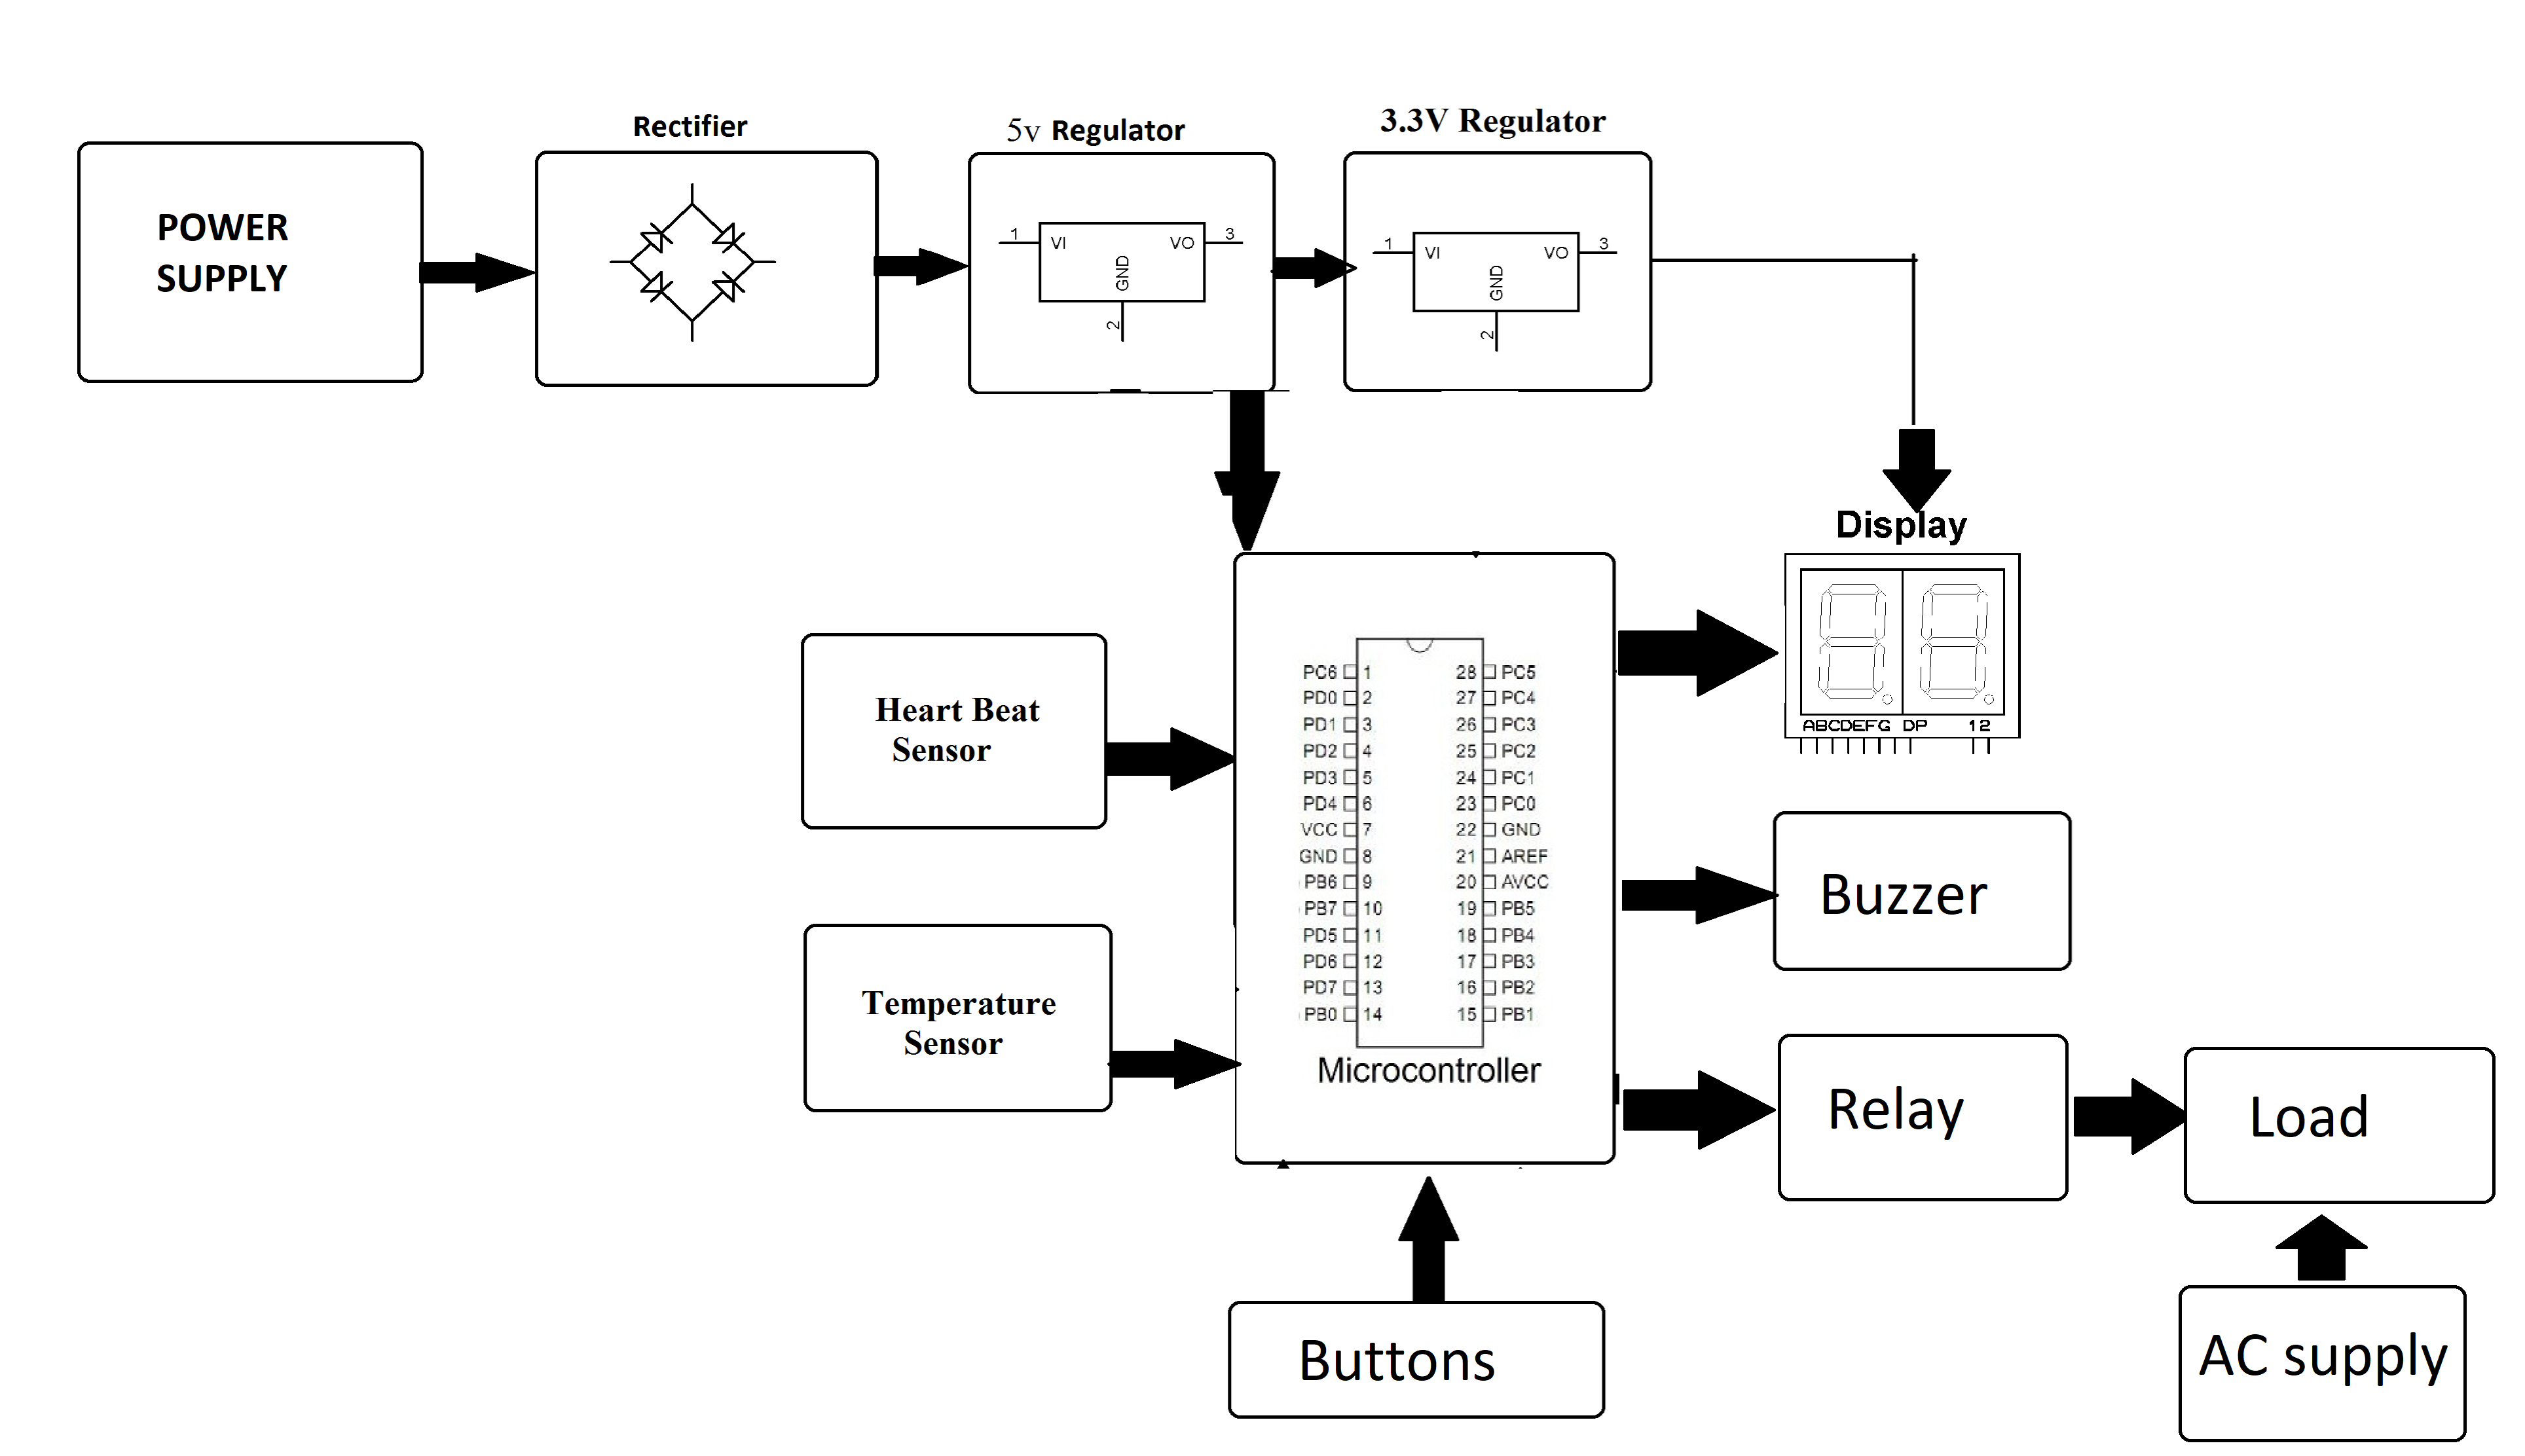 POWER
SUPPLY
Rectifier
5v Regulator
1
VI
VO
3
GND
2
3.3V Regulator
1
VI
VO
3
GND
2
Display
ABCDEFG DP 12
Heart Beat
Sensor
Temperature
Sensor
PC6 1 28 PC5
PD0 2 27 PC4
PD1 3 26 PC3
PD2 4 25 PC2
PD3 5 24 PC1
PD4 6 23 PC0
VCC 7 22 GND
GND 8 21 AREF
PB6 9 20 AVCC
PB7 10 19 PB5
PD5 11 18 PB4
PD6 12 17 PB3
PD7 13 16 PB2
PB0 14 15 PB1
Microcontroller
Buzzer
Relay
Load
Buttons
AC supply